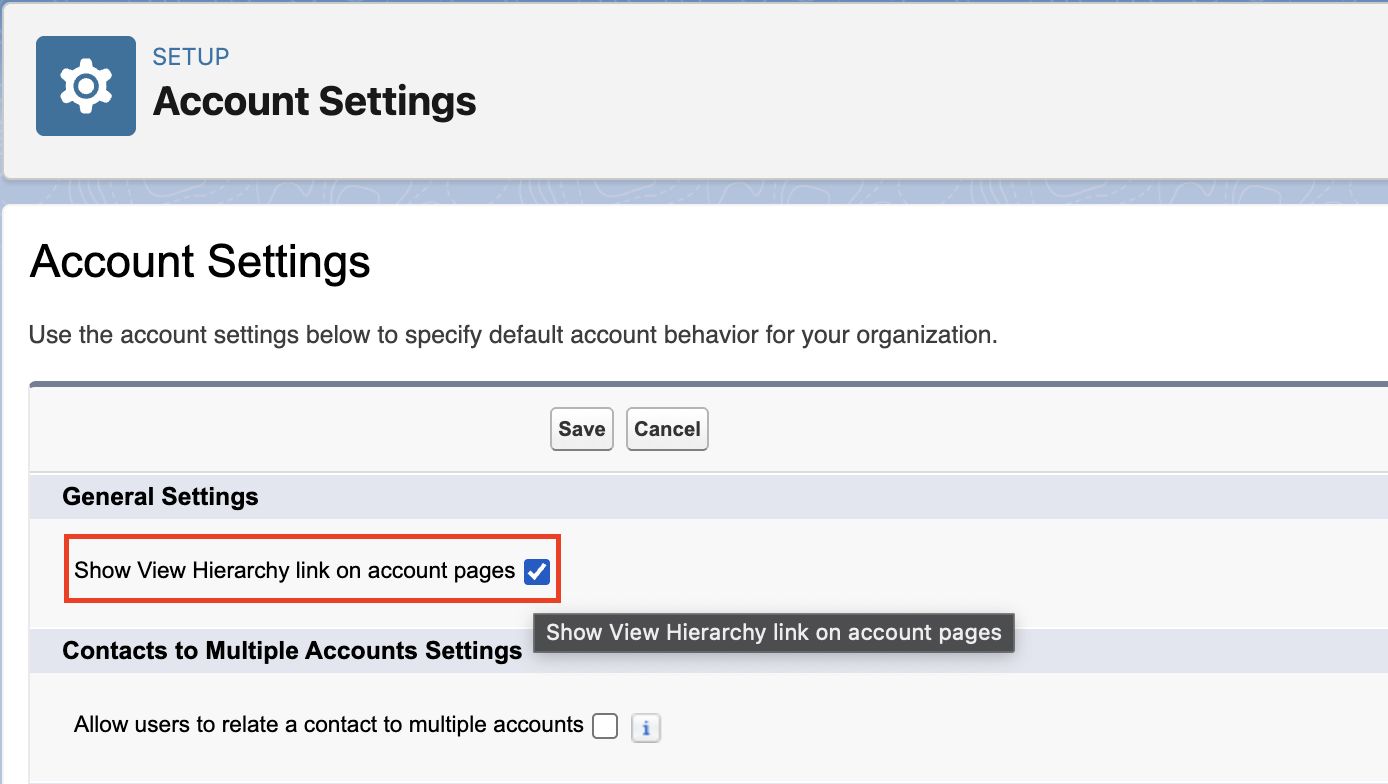 SETUP
Account Settings
Account Settings
Use the account settings below to specify default account behavior for your organization.
Save Cancel
General Settings
Show View Hierarchy link on account pages
Show View Hierarchy link on account pages
Contacts to Multiple Accounts Settings
Allow users to relate a contact to multiple accounts i